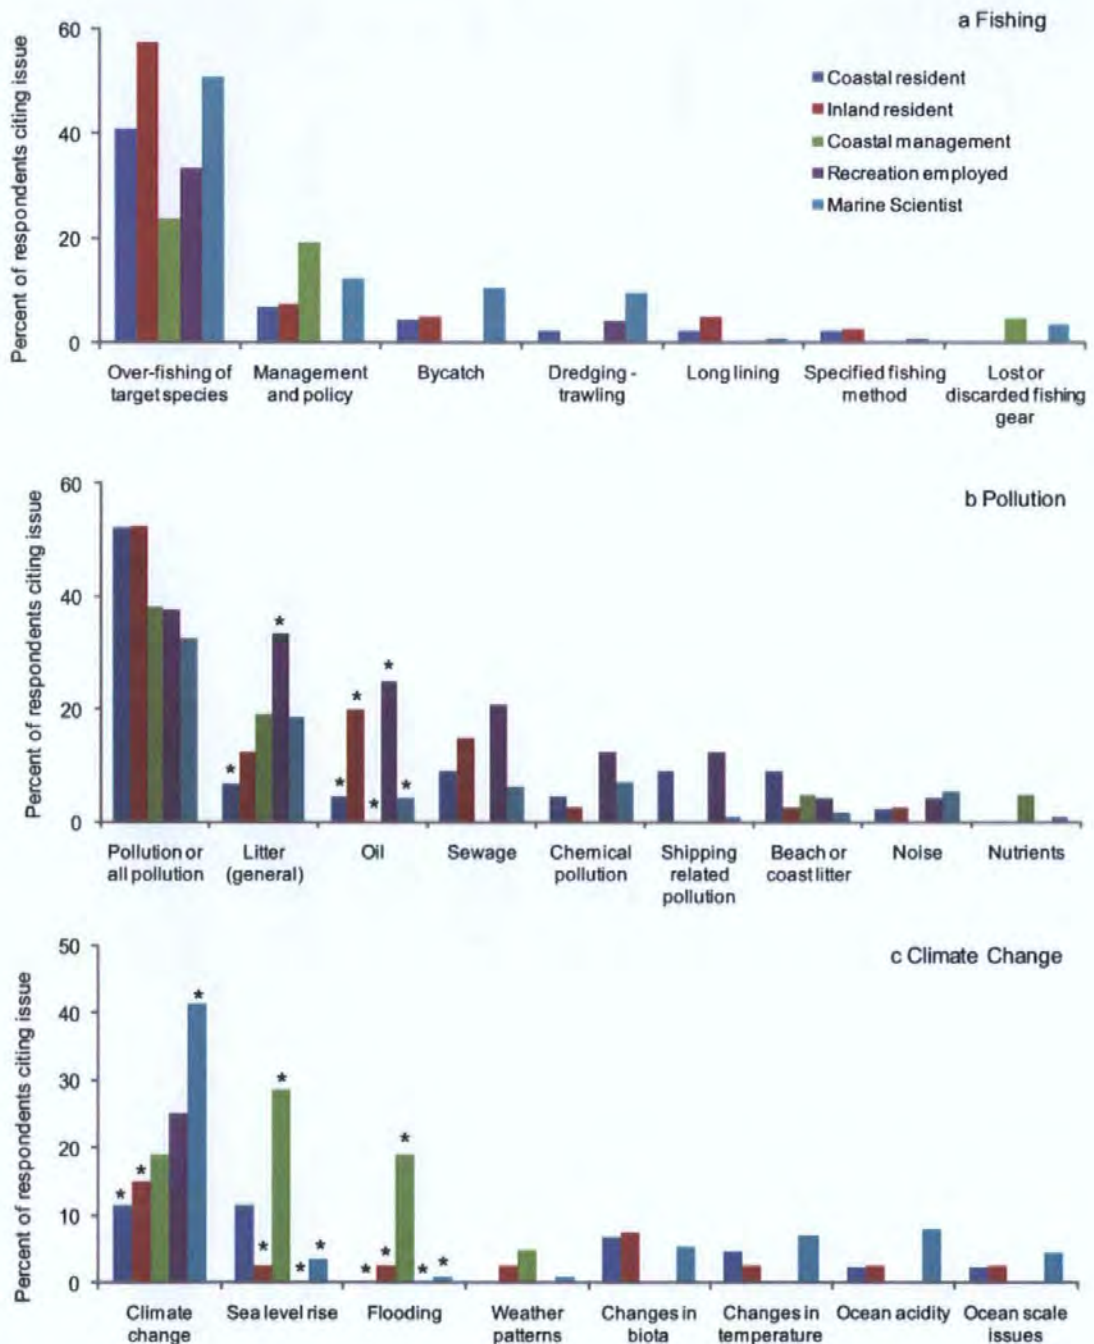 a Fishing
Percent of respondents citing issue
60
40
20
0
Coastal resident
Inland resident
Coastal management
Recreation employed
Marine Scientist
Over-fishing of target species
Management and policy
Bycatch
Dredging - trawling
Long lining
Specified fishing method
Lost or discarded fishing gear
b Pollution
Percent of respondents citing issue
60
40
20
0
*
*
*
*
*
*
Pollution or all pollution
Litter (general)
Oil
Sewage
Chemical pollution
Shipping related pollution
Beach or coast litter
Noise
Nutrients
c Climate Change
Percent of respondents citing issue
50
40
30
20
10
0
*
*
*
*
*
*
*
*
*
*
*
*
Climate change
Sea level rise
Flooding
Weather patterns
Changes in biota
Changes in temperature
Ocean acidity
Ocean scale issues